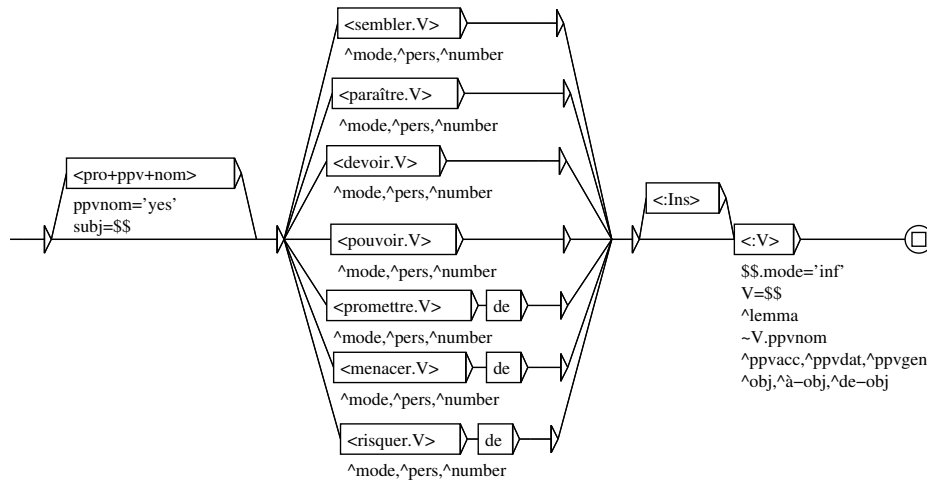 <sembler.V>
^mode,^pers,^number
<paraître.V>
^mode,^pers,^number
<devoir.V>
^mode,^pers,^number
<pro+ppv+nom>
ppvnom='yes'
subj=$$
<pouvoir.V>
^mode,^pers,^number
<promettre.V> de
^mode,^pers,^number
<menacer.V> de
^mode,^pers,^number
<risquer.V> de
^mode,^pers,^number
<:Ins>
<:V>
$$.mode='inf'
V=$$
^lemma
~V.ppvnom
^ppvacc,^ppvdat,^ppvgen
^obj,^à−obj,^de−obj